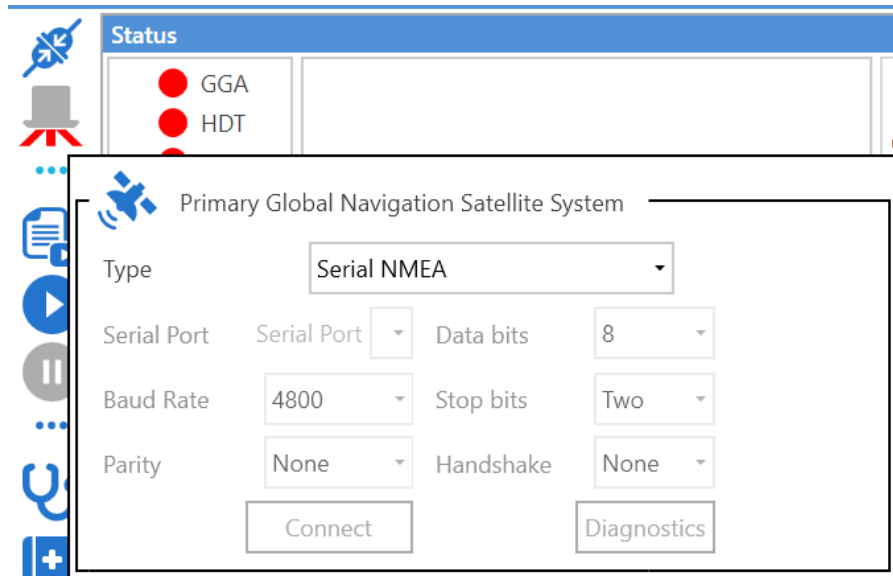 Status
GGA
HDT
Primary Global Navigation Satellite System
Type Serial NMEA
Serial Port Serial Port Data bits 8
Baud Rate 4800 Stop bits Two
Parity None Handshake None
Connect Diagnostics